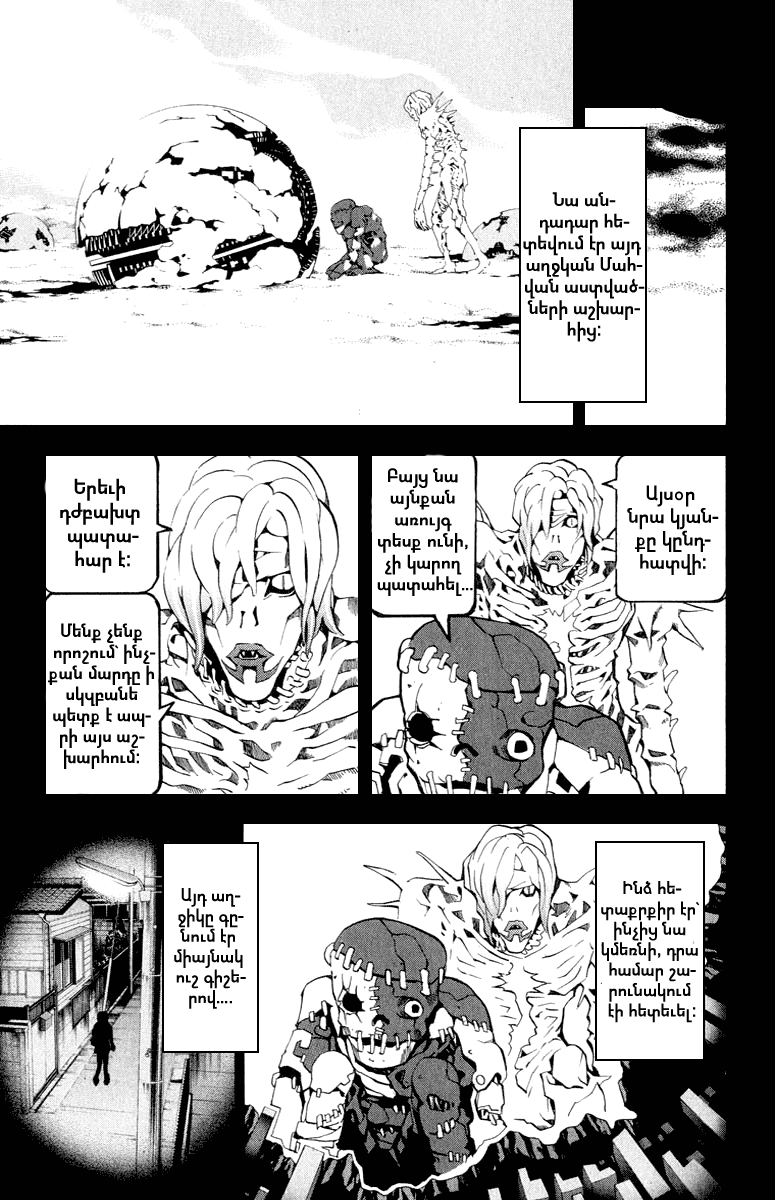 Նա ան-
դադար հե-
տեվում էր այդ
աղջկան Մահ-
վան աստված-
ների աշխար-
հից:
Այսօր
նրա կյան-
քը կընդ-
հատվի:
Բայց նա
այնքան
առույգ
տեսք ունի,
չի կարող
պատահել...
Երեւի
դժբախտ
պատա-
հար է:
Մենք չենք
որոշում՝ ինչ-
քան մարդը ի
սկզբանե
պետք է ապ-
րի այս աշ-
խարհում:
Ինձ հե-
տաքրքիր էր՝
ինչից նա
կմեռնի, դրա
համար շա-
րունակում
էի հետեւել:
Այդ աղ-
ջիկը գը-
նում էր
միայնակ
ուշ գիշե-
րով....